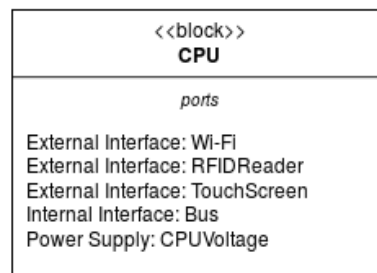 <<block>>
CPU
ports
External Interface: Wi-Fi
External Interface: RFIDReader
External Interface: TouchScreen
Internal Interface: Bus
Power Supply: CPUVoltage